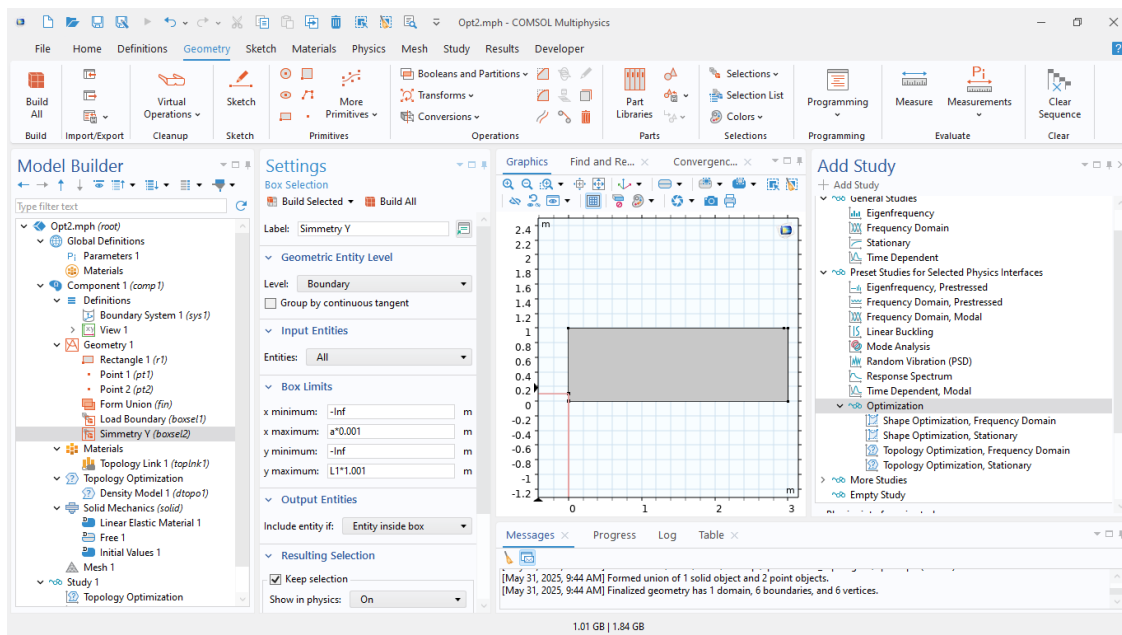 Opt2.mph - COMSOL Multiphysics
File Home Definitions Geometry Sketch Materials Physics Mesh Study Results Developer
?
Build All
Virtual Operations
Sketch
More Primitives
Booleans and Partitions
Transforms
Conversions
Part Libraries
Selections
Selection List
Colors
Programming
Measure
Pi
Measurements
Clear Sequence
Build Import/Export Cleanup Sketch Primitives Operations Parts Selections Programming Evaluate Clear
Model Builder
Type filter text
Opt2.mph (root)
Global Definitions
Pi Parameters 1
Materials
Component 1 (comp1)
Definitions
Boundary System 1 (sys1)
View 1
Geometry 1
Rectangle 1 (r1)
Point 1 (pt1)
Point 2 (pt2)
Form Union (fin)
Load Boundary (boxsel1)
Simmetry Y (boxsel2)
Materials
Topology Link 1 (toplnk1)
Topology Optimization
Density Model 1 (dtopo1)
Solid Mechanics (solid)
Linear Elastic Material 1
Free 1
Initial Values 1
Mesh 1
Study 1
Topology Optimization
Settings
Box Selection
Build Selected Build All
Label: Simmetry Y
Geometric Entity Level
Level: Boundary
Group by continuous tangent
Input Entities
Entities: All
Box Limits
x minimum: -Inf m
x maximum: a*0.001 m
y minimum: -Inf m
y maximum: L1*1.001 m
Output Entities
Include entity if: Entity inside box
Resulting Selection
Keep selection
Show in physics: On
Graphics Find and Re... Convergenc...
m
2.4
2.2
2
1.8
1.6
1.4
1.2
1
0.8
0.6
0.4
0.2
0
-0.2
-0.4
-0.6
-0.8
-1
-1.2
m
0 1 2 3
Messages Progress Log Table
[May 31, 2025, 9:44 AM] Formed union of 1 solid object and 2 point objects.
[May 31, 2025, 9:44 AM] Finalized geometry has 1 domain, 6 boundaries, and 6 vertices.
Add Study
Add Study
General Studies
Eigenfrequency
Frequency Domain
Stationary
Time Dependent
Preset Studies for Selected Physics Interfaces
Eigenfrequency, Prestressed
Frequency Domain, Prestressed
Frequency Domain, Modal
Linear Buckling
Mode Analysis
Random Vibration (PSD)
Response Spectrum
Time Dependent, Modal
Optimization
Shape Optimization, Frequency Domain
Shape Optimization, Stationary
Topology Optimization, Frequency Domain
Topology Optimization, Stationary
More Studies
Empty Study
1.01 GB | 1.84 GB